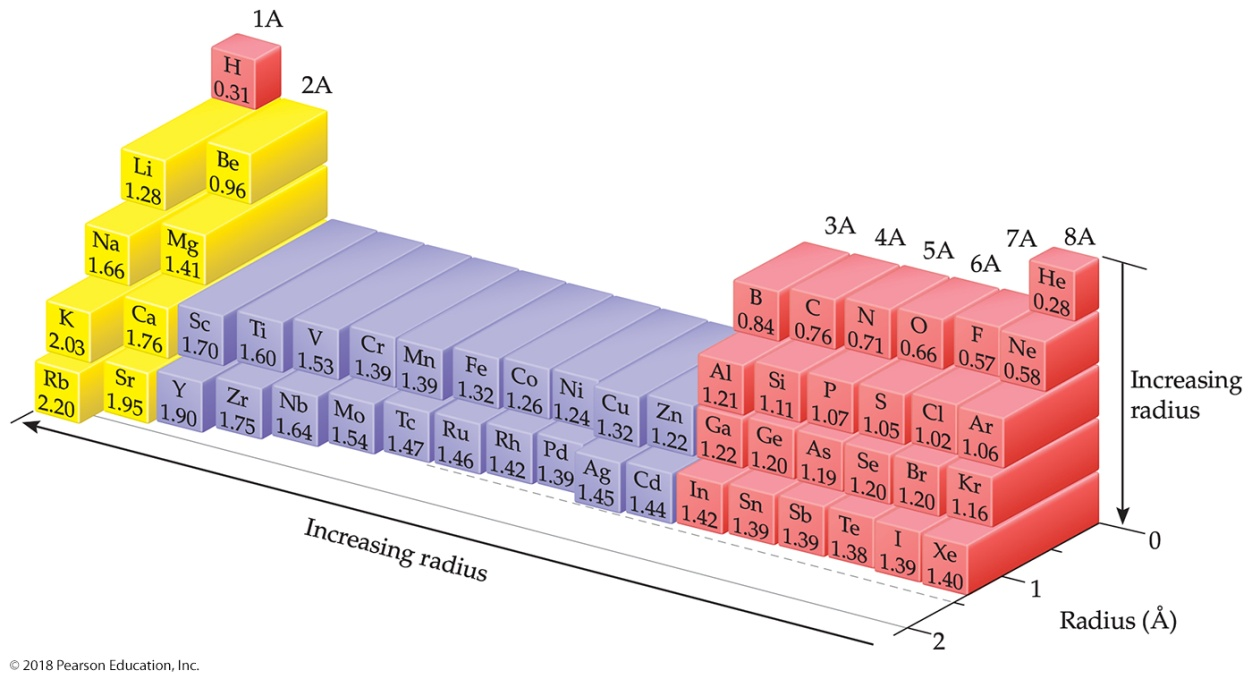 1A
H
0.31
2A
Li
1.28
Be
0.96
Na
1.66
Mg
1.41
3A 4A 5A 6A 7A 8A
He
0.28
B
0.84
C
0.76
N
0.71
O
0.66
F
0.57
Ne
0.58
K
2.03
Ca
1.76
Sc
1.70
Ti
1.60
V
1.53
Cr
1.39
Mn
1.39
Fe
1.32
Co
1.26
Ni
1.24
Cu
1.32
Zn
1.22
Al
1.21
Si
1.11
P
1.07
S
1.05
Cl
1.02
Ar
1.06
Ga
1.22
Ge
1.20
As
1.19
Se
1.20
Br
1.20
Kr
1.16
Rb
2.20
Sr
1.95
Y
1.90
Zr
1.75
Nb
1.64
Mo
1.54
Tc
1.47
Ru
1.46
Rh
1.42
Pd
1.39
Ag
1.45
Cd
1.44
In
1.42
Sn
1.39
Sb
1.39
Te
1.38
I
1.39
Xe
1.40
Increasing
radius
Increasing radius
0
1
2
Radius (Å)
© 2018 Pearson Education, Inc.